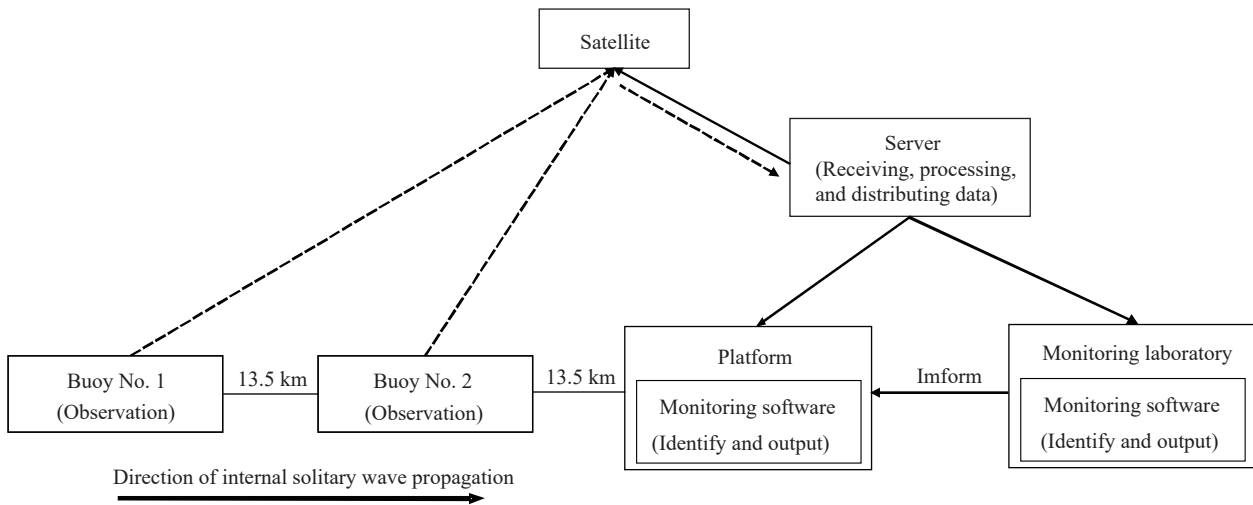 Satellite
Server
(Receiving, processing,
and distributing data)
Buoy No. 1
(Observation)
13.5 km
Buoy No. 2
(Observation)
13.5 km
Platform
Monitoring software
(Identify and output)
Imform
Monitoring laboratory
Monitoring software
(Identify and output)
Direction of internal solitary wave propagation